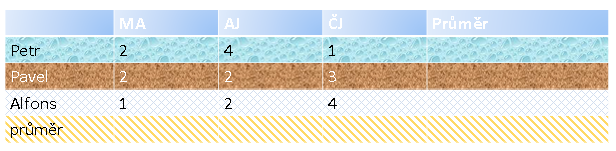 MA AJ ČJ Průměr
Petr 2 4 1
Pavel 2 2 3
Alfons 1 2 4
průměr